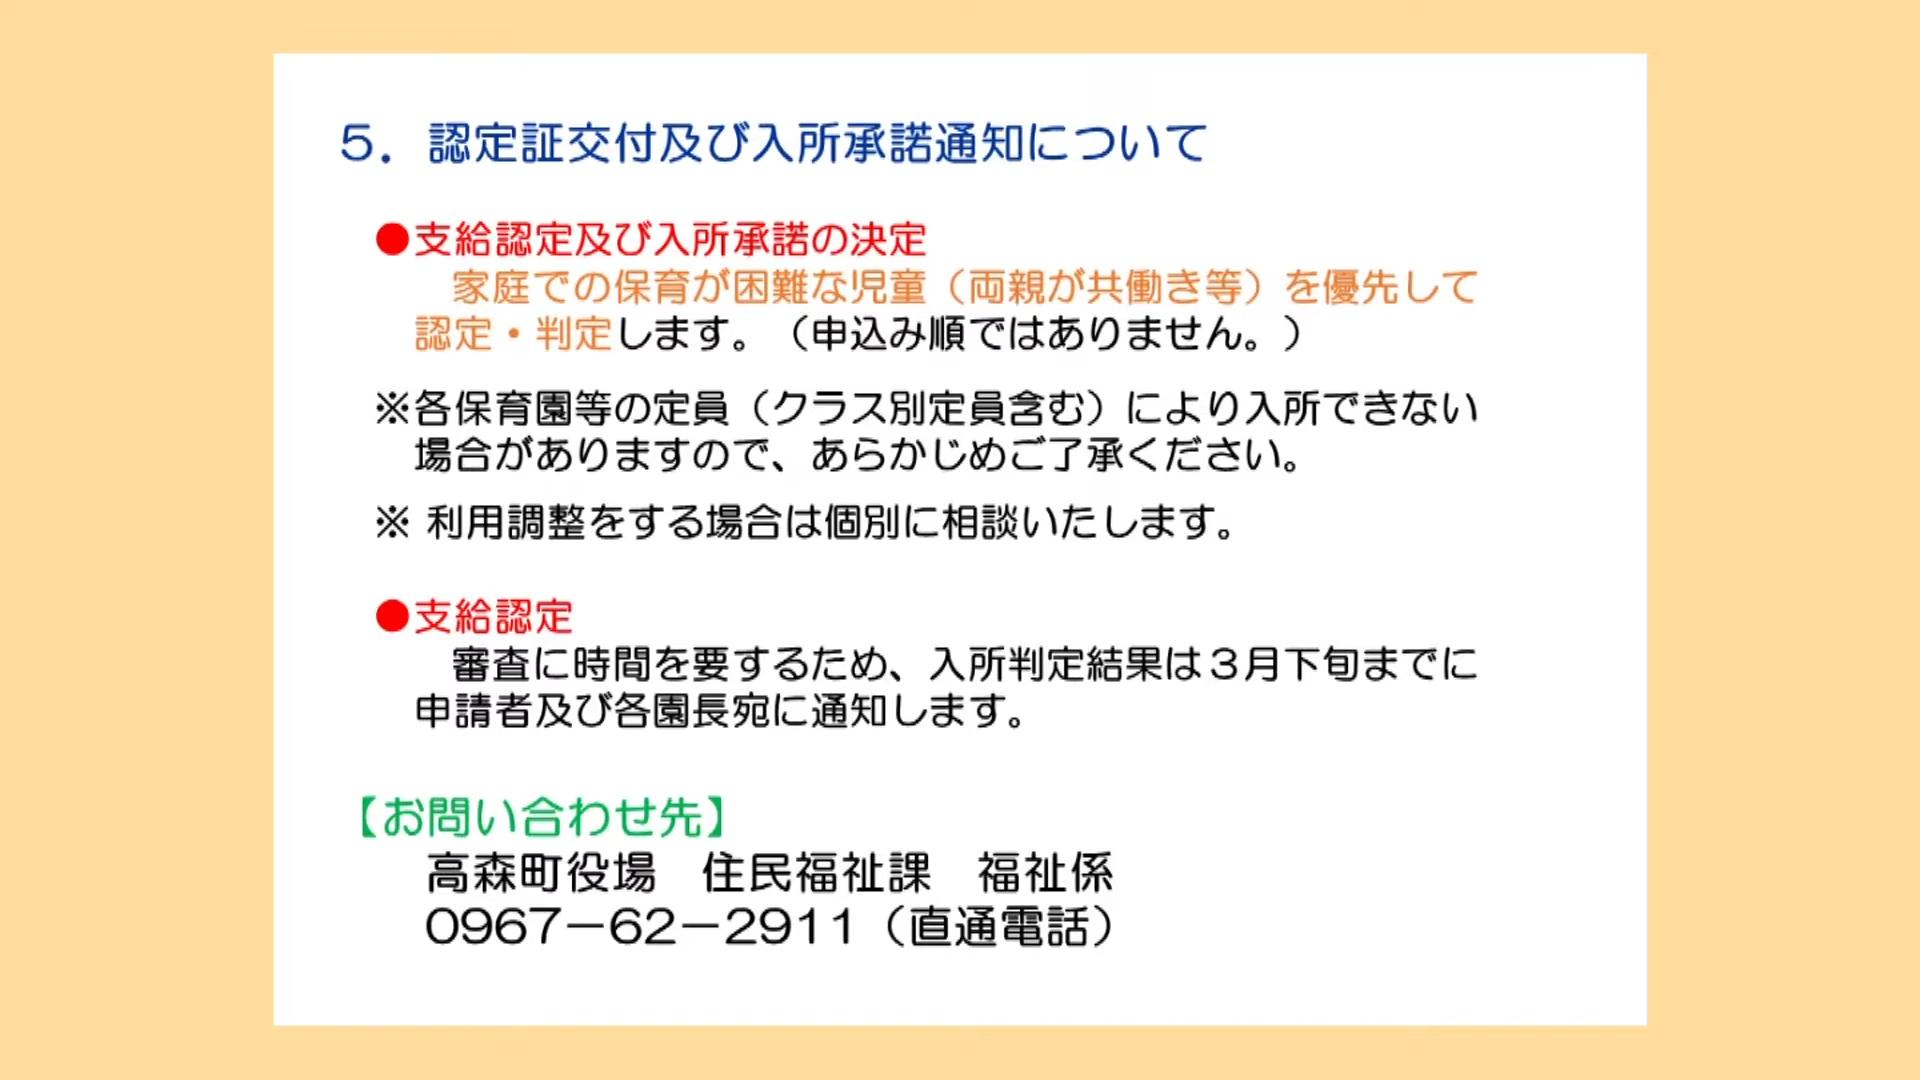 ５．認定証交付及び入所承諾通知について
●支給認定及び入所承諾の決定
家庭での保育が困難な児童（両親が共働き等）を優先して
認定・判定します。（申込み順ではありません。）
※各保育園等の定員（クラス別定員含む）により入所できない
場合がありますので、あらかじめご了承ください。
※ 利用調整をする場合は個別に相談いたします。
●支給認定
審査に時間を要するため、入所判定結果は３月下旬までに
申請者及び各園長宛に通知します。
【お問い合わせ先】
高森町役場　住民福祉課　福祉係
０９６７－６２－２９１１（直通電話）